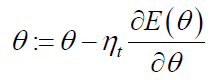 θ := θ − η_t ∂E(θ)/∂θ